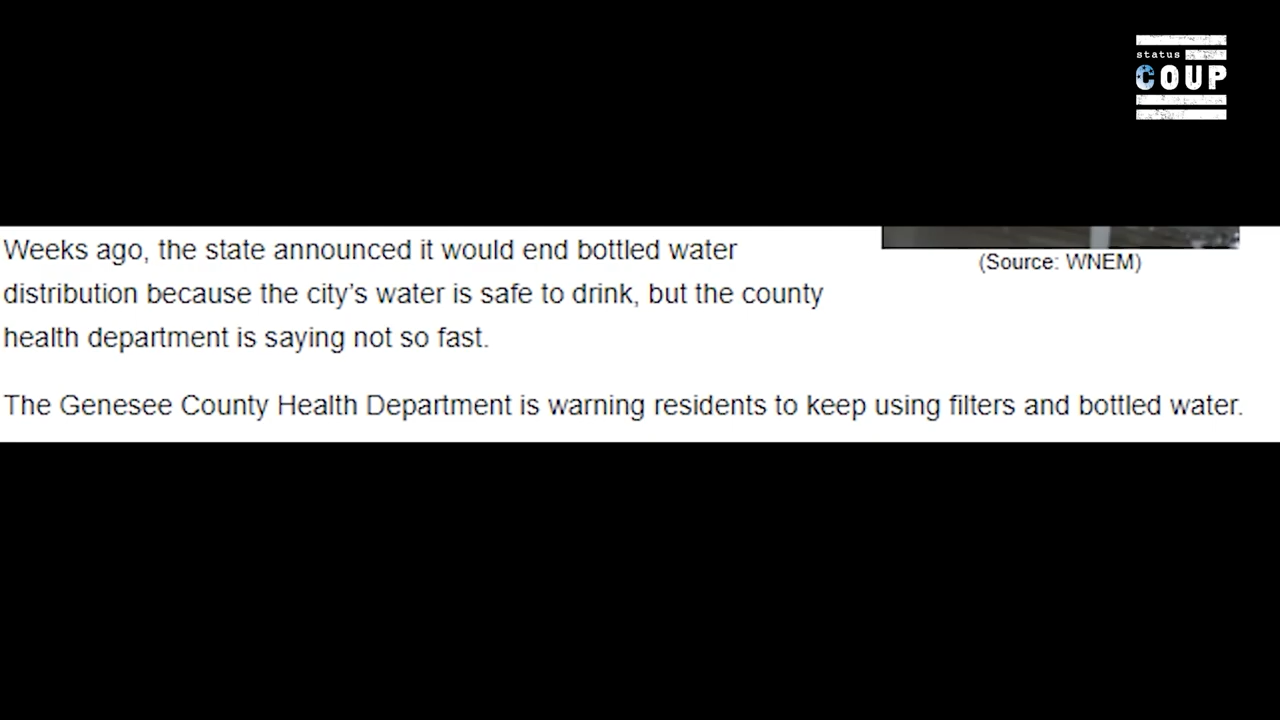 status
COUP
Weeks ago, the state announced it would end bottled water
distribution because the city’s water is safe to drink, but the county
health department is saying not so fast.
(Source: WNEM)
The Genesee County Health Department is warning residents to keep using filters and bottled water.